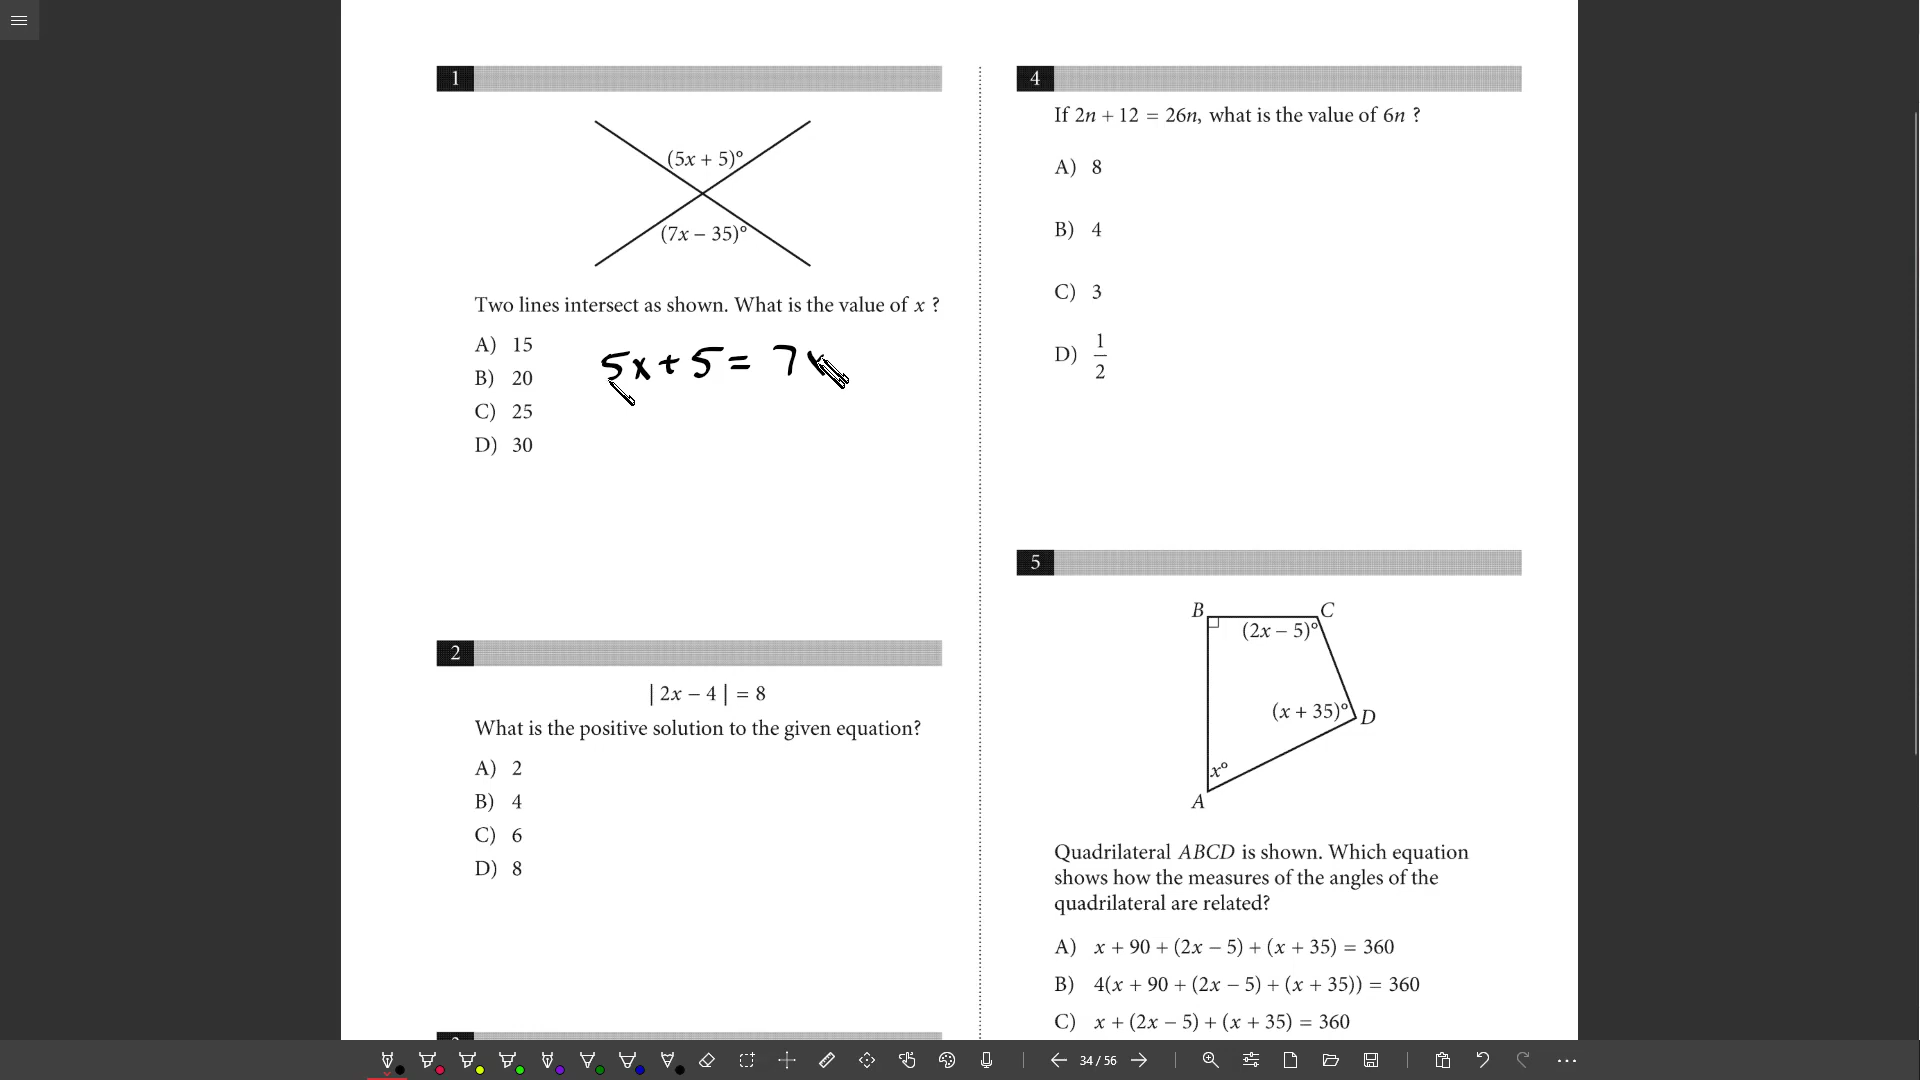 1
(5x + 5)°
(7x − 35)°
Two lines intersect as shown. What is the value of x ?
A) 15
B) 20
C) 25
D) 30
5x + 5 = 7x
2
| 2x − 4 | = 8
What is the positive solution to the given equation?
A) 2
B) 4
C) 6
D) 8
4
If 2n + 12 = 26n, what is the value of 6n ?
A) 8
B) 4
C) 3
D) 1/2
5
B
C
(2x − 5)°
(x + 35)°
D
x°
A
Quadrilateral ABCD is shown. Which equation
shows how the measures of the angles of the
quadrilateral are related?
A) x + 90 + (2x − 5) + (x + 35) = 360
B) 4(x + 90 + (2x − 5) + (x + 35)) = 360
C) x + (2x − 5) + (x + 35) = 360
34 / 56